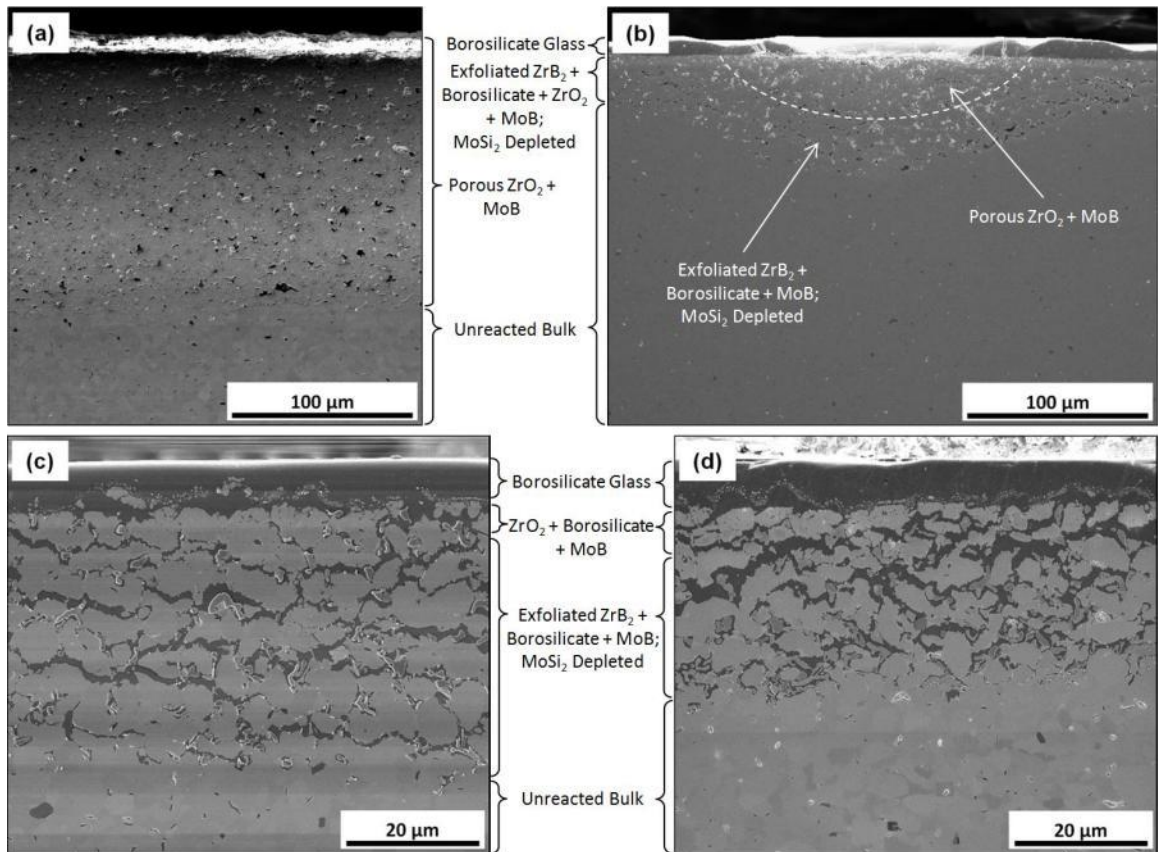 (a)
Borosilicate Glass
Exfoliated ZrB₂ +
Borosilicate + ZrO₂
+ MoB;
MoSi₂ Depleted
Porous ZrO₂ +
MoB
Unreacted Bulk
100 µm
(b)
Porous ZrO₂ + MoB
Exfoliated ZrB₂ +
Borosilicate + MoB;
MoSi₂ Depleted
100 µm
(c)
Borosilicate Glass
ZrO₂ + Borosilicate
+ MoB
Exfoliated ZrB₂ +
Borosilicate + MoB;
MoSi₂ Depleted
Unreacted Bulk
20 µm
(d)
20 µm